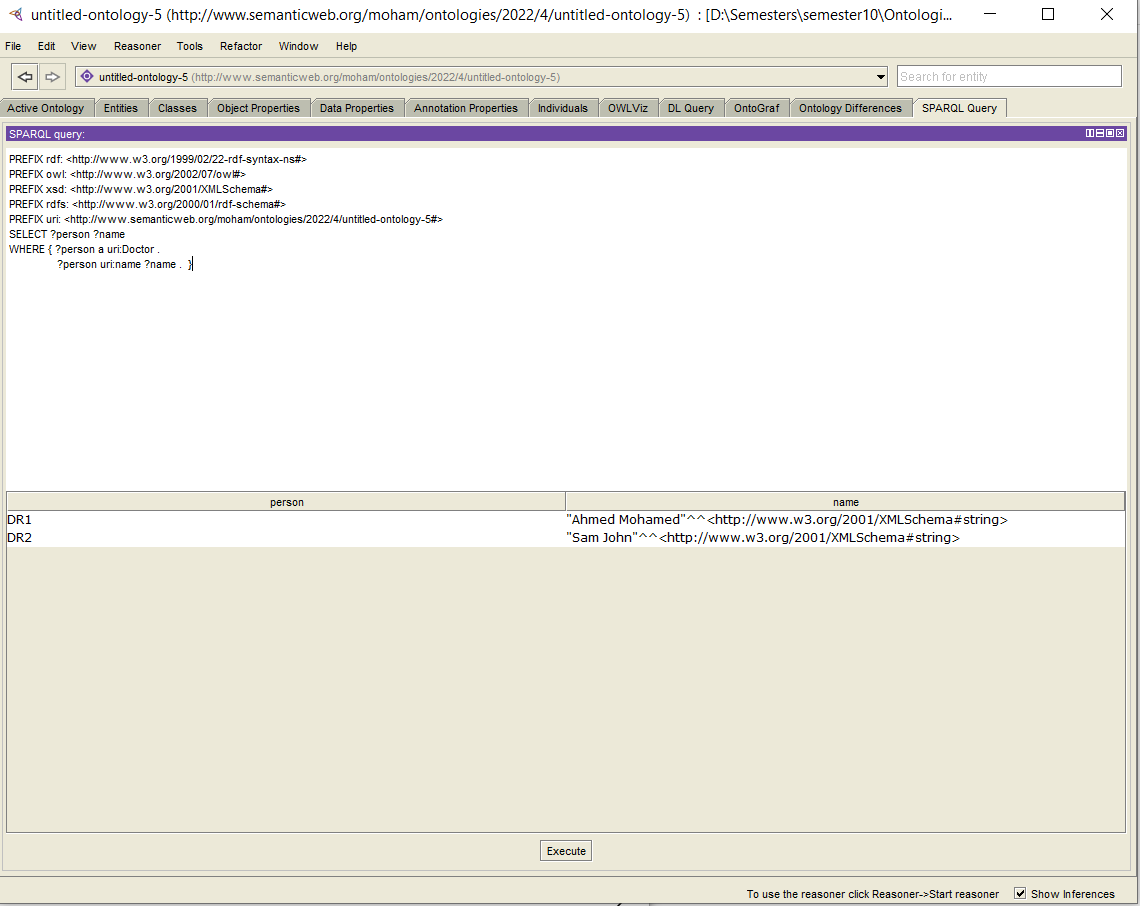 untitled-ontology-5 (http://www.semanticweb.org/moham/ontologies/2022/4/untitled-ontology-5) : [D:\Semesters\semester10\Ontologi...
File Edit View Reasoner Tools Refactor Window Help
untitled-ontology-5 (http://www.semanticweb.org/moham/ontologies/2022/4/untitled-ontology-5) Search for entity
Active Ontology Entities Classes Object Properties Data Properties Annotation Properties Individuals OWLViz DL Query OntoGraf Ontology Differences SPARQL Query
SPARQL query:
PREFIX rdf: <http://www.w3.org/1999/02/22-rdf-syntax-ns#>
PREFIX owl: <http://www.w3.org/2002/07/owl#>
PREFIX xsd: <http://www.w3.org/2001/XMLSchema#>
PREFIX rdfs: <http://www.w3.org/2000/01/rdf-schema#>
PREFIX uri: <http://www.semanticweb.org/moham/ontologies/2022/4/untitled-ontology-5#>
SELECT ?person ?name
WHERE { ?person a uri:Doctor .
?person uri:name ?name . }
person name
DR1 "Ahmed Mohamed"^^<http://www.w3.org/2001/XMLSchema#string>
DR2 "Sam John"^^<http://www.w3.org/2001/XMLSchema#string>
Execute
To use the reasoner click Reasoner->Start reasoner Show Inferences